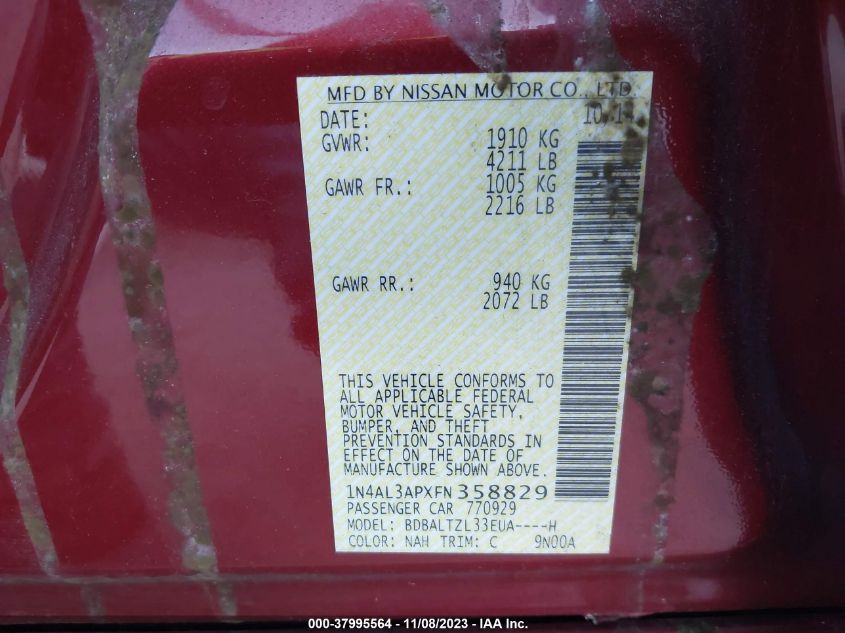 MFD BY NISSAN MOTOR CO., LTD.
DATE:
GVWR: 1910 KG
4211 LB
GAWR FR.: 1005 KG
2216 LB
GAWR RR.: 940 KG
2072 LB
THIS VEHICLE CONFORMS TO
ALL APPLICABLE FEDERAL
MOTOR VEHICLE SAFETY,
BUMPER, AND THEFT
PREVENTION STANDARDS IN
EFFECT ON THE DATE OF
MANUFACTURE SHOWN ABOVE.
1N4AL3APXFN 358829
PASSENGER CAR 770929
MODEL: BDBALTZL33EUA----H
COLOR: NAH TRIM: C 9N00A
000-37995564 - 11/08/2023 - IAA Inc.